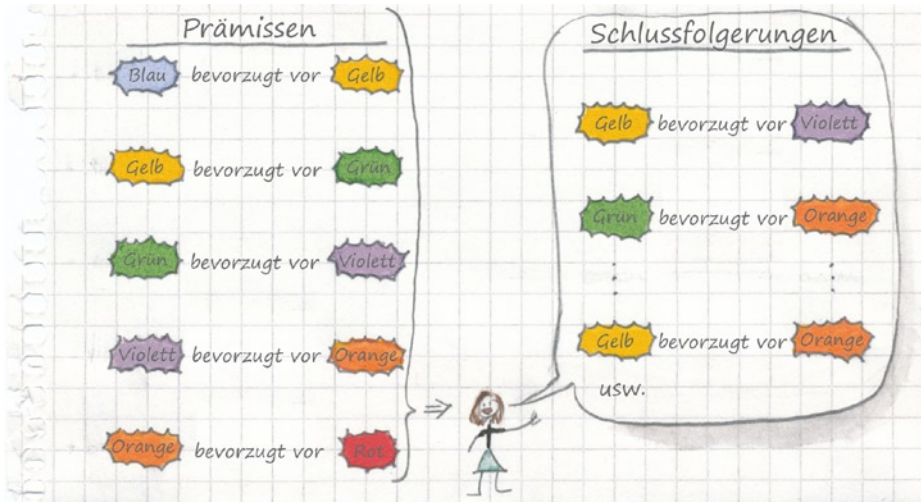 Prämissen
Blau bevorzugt vor Gelb
Gelb bevorzugt vor Grün
Grün bevorzugt vor Violett
Violett bevorzugt vor Orange
Orange bevorzugt vor Rot
Schlussfolgerungen
Gelb bevorzugt vor Violett
Grün bevorzugt vor Orange
Gelb bevorzugt vor Orange
usw.